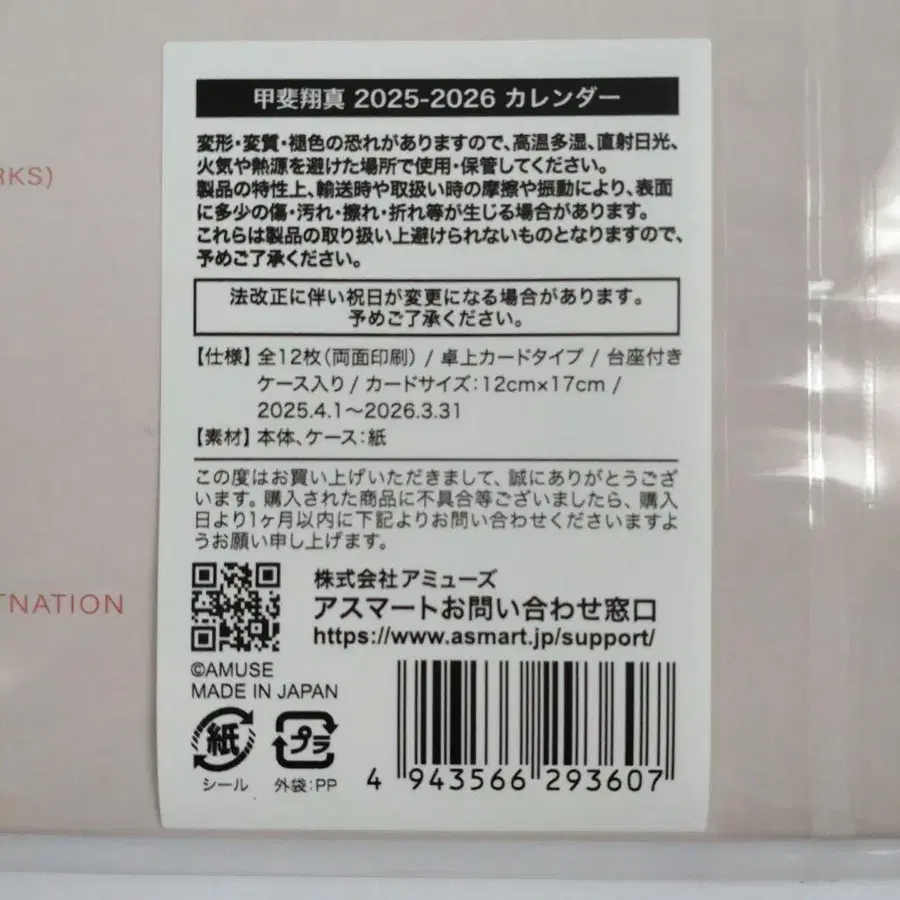 甲斐翔真 2025-2026 カレンダー
変形・変質・褪色の恐れがありますので、高温多湿、直射日光、
火気や熱源を避けた場所で使用・保管してください。
製品の特性上、輸送時や取扱い時の摩擦や振動により、表面
に多少の傷・汚れ・擦れ・折れ等が生じる場合があります。
これらは製品の取り扱い上避けられないものとなりますので、
予めご了承ください。
法改正に伴い祝日が変更になる場合があります。
予めご了承ください。
【仕様】全12枚(両面印刷) / 卓上カードタイプ / 台座付き
ケース入り / カードサイズ:12cm×17cm /
2025.4.1〜2026.3.31
【素材】本体、ケース:紙
この度はお買い上げいただきまして、誠にありがとうござ
います。購入された商品に不具合等ございましたら、購入
日より1ヶ月以内に下記よりお問い合わせくださいますよ
うお願い申し上げます。
株式会社アミューズ
アスマートお問い合わせ窓口
https://www.asmart.jp/support/
©AMUSE
MADE IN JAPAN
紙
プラ
シール
外袋:PP
4 943566 293607
RKS)
TNATION